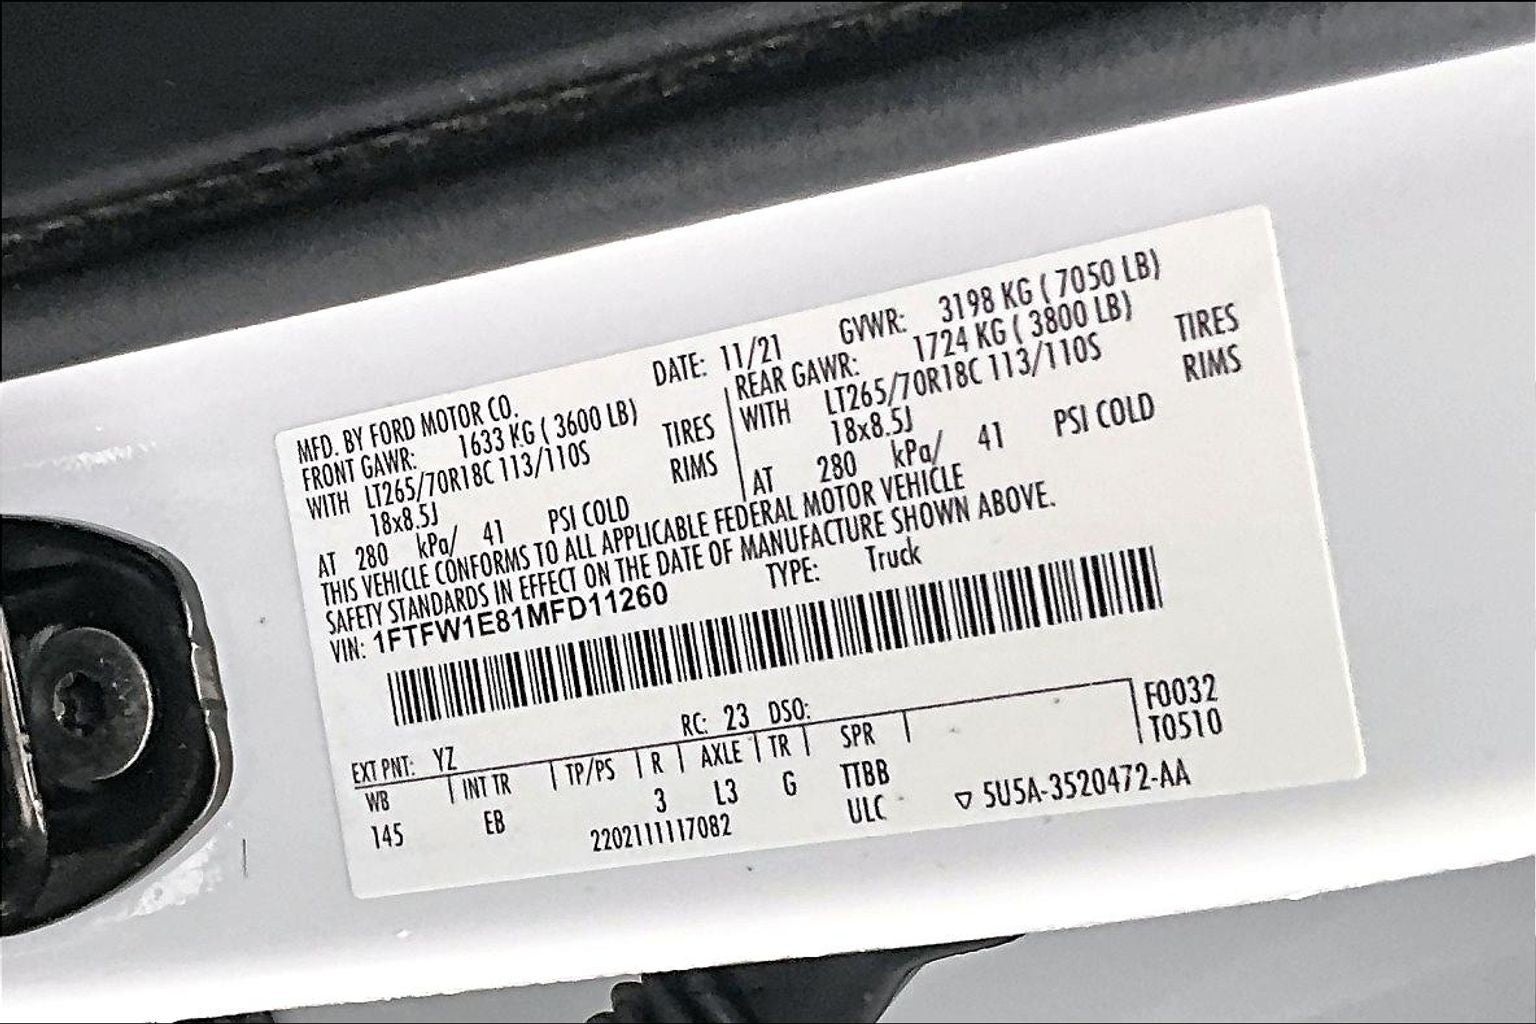 MFD. BY FORD MOTOR CO.
DATE: 11/21
GVWR: 3198 KG ( 7050 LB)
FRONT GAWR: 1633 KG ( 3600 LB)
WITH LT265/70R18C 113/110S TIRES
18x8.5J RIMS
AT 280 kPa/ 41 PSI COLD
REAR GAWR: 1724 KG ( 3800 LB)
WITH LT265/70R18C 113/110S TIRES
18x8.5J RIMS
AT 280 kPa/ 41 PSI COLD
THIS VEHICLE CONFORMS TO ALL APPLICABLE FEDERAL MOTOR VEHICLE
SAFETY STANDARDS IN EFFECT ON THE DATE OF MANUFACTURE SHOWN ABOVE.
VIN: 1FTFW1E81MFD11260
TYPE: Truck
EXT PNT: YZ RC: 23 DSO:
F0032
T0510
WB INT TR TP/PS R AXLE TR SPR
145 EB 3 L3 G TTBB
2202111117082 ULC ▽ 5U5A-3520472-AA